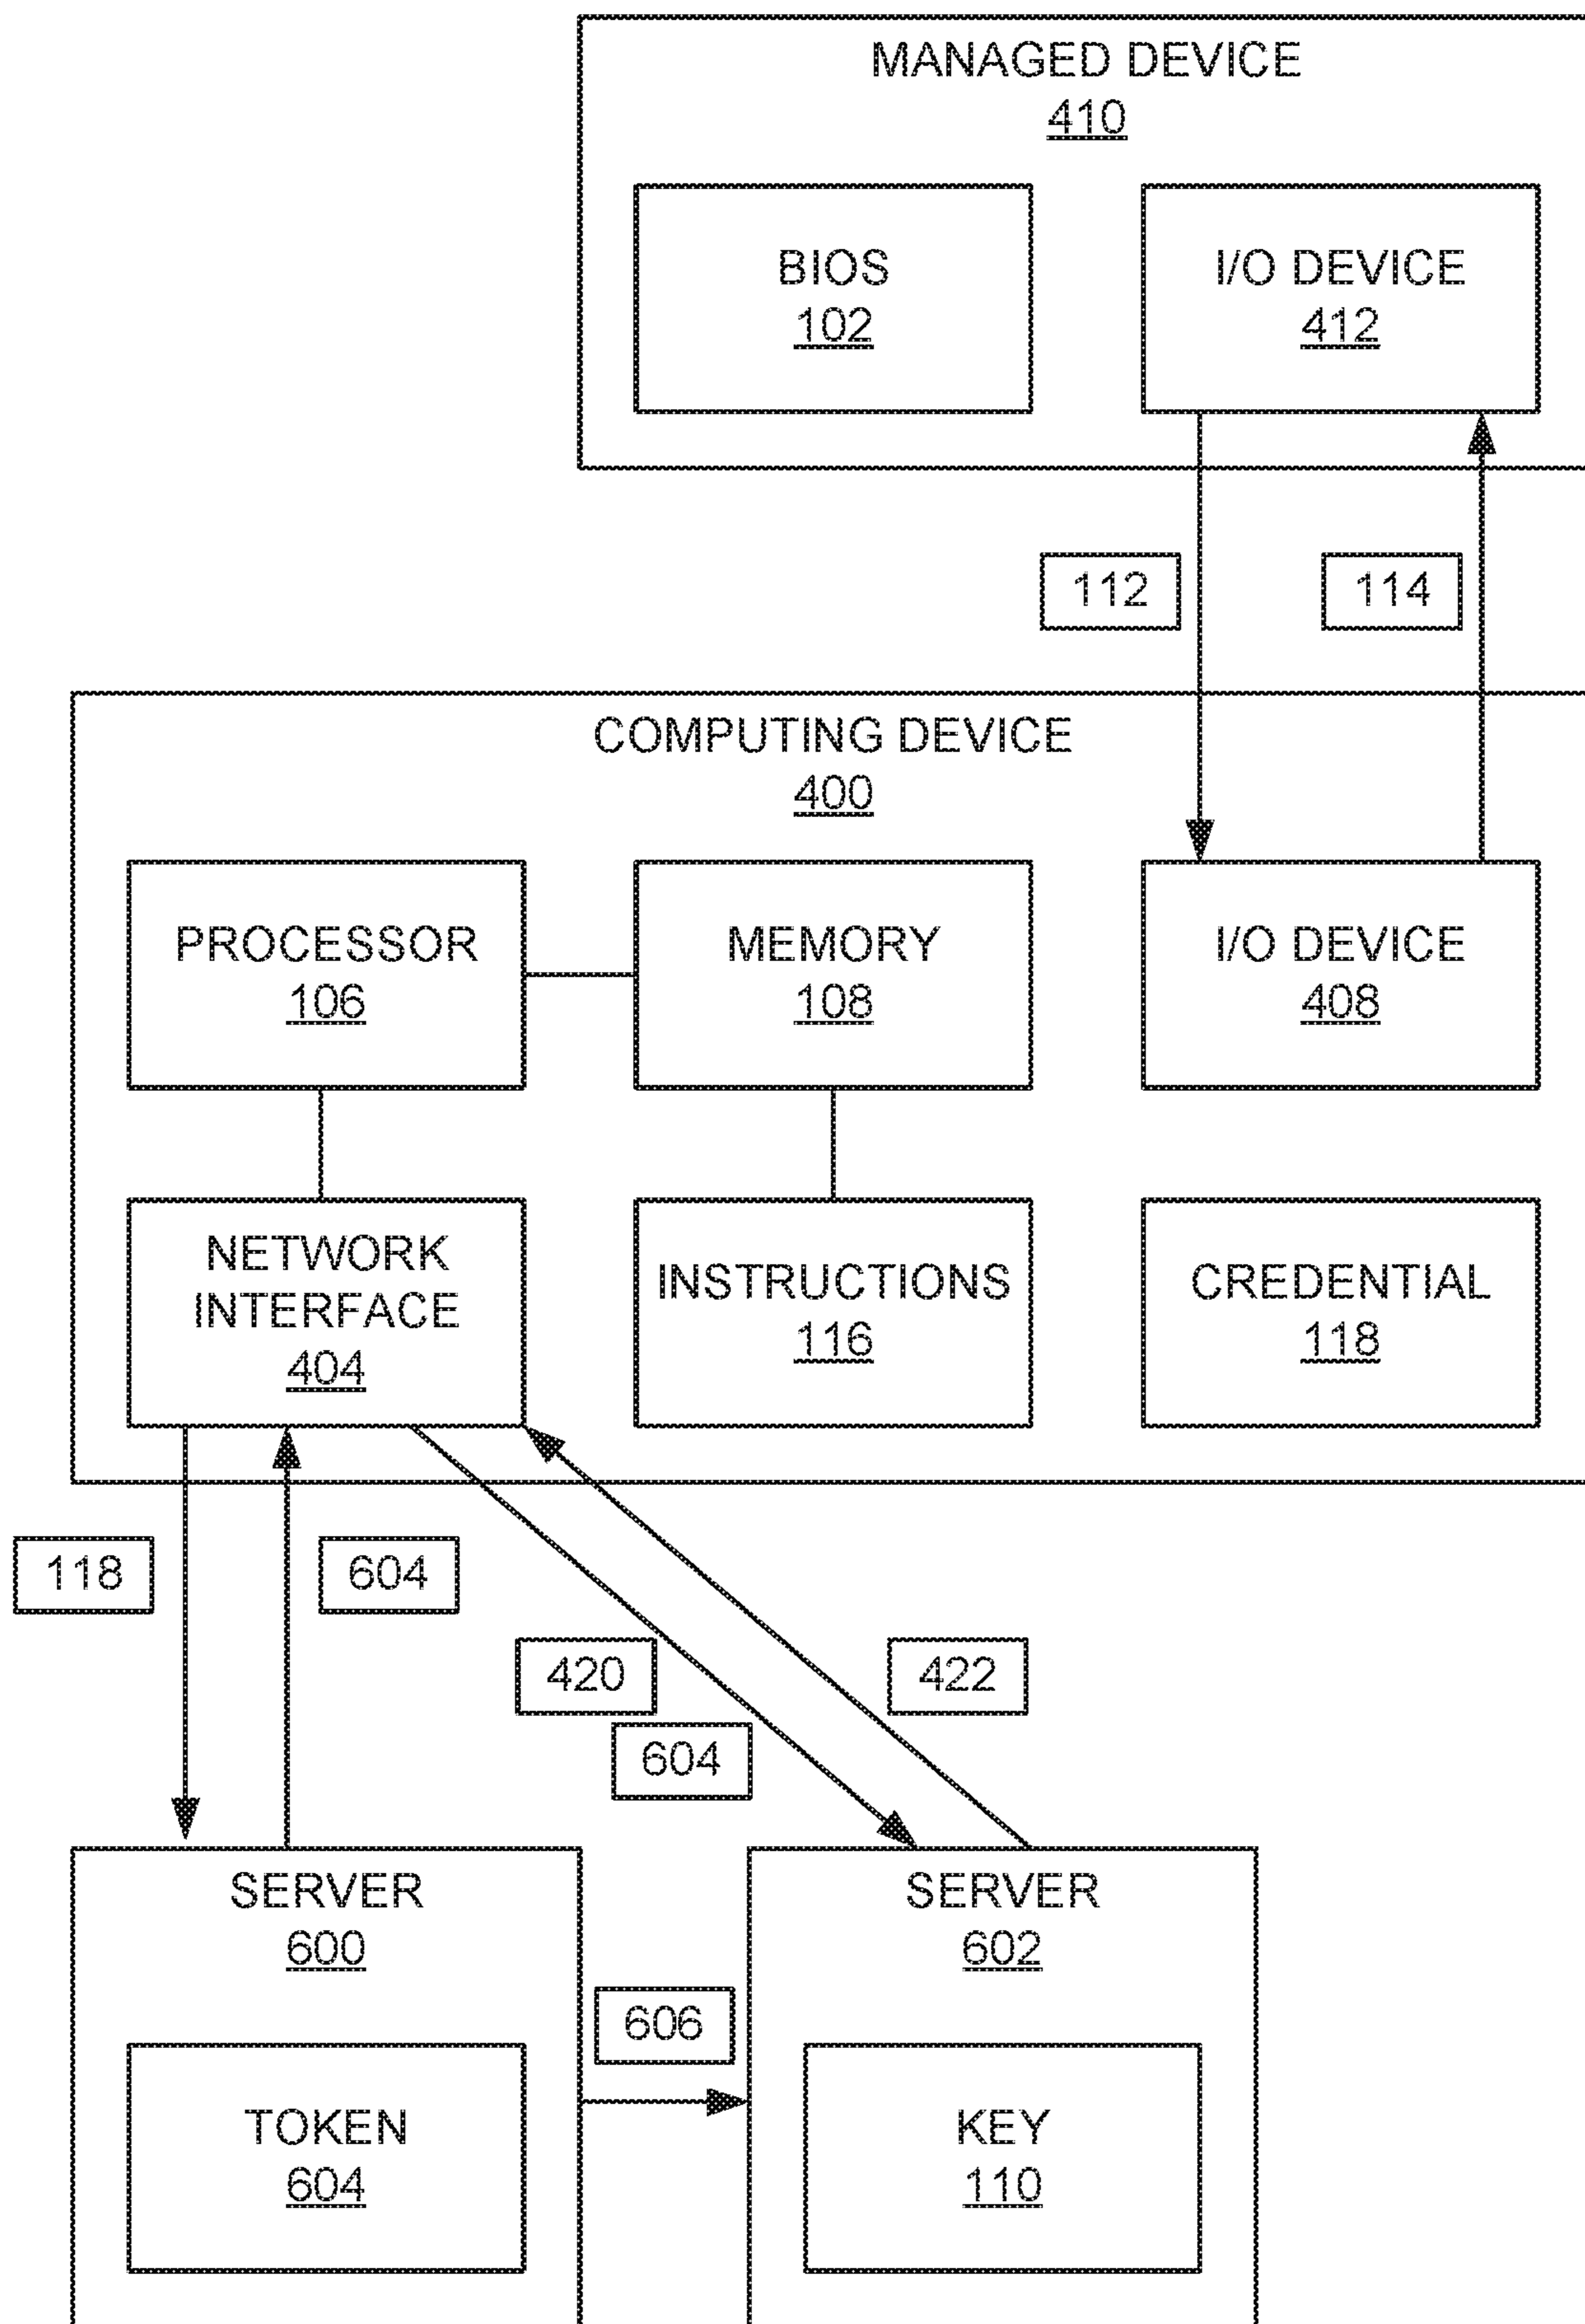 MANAGED DEVICE
410
BIOS
102
I/O DEVICE
412
112
114
COMPUTING DEVICE
400
PROCESSOR
106
MEMORY
108
I/O DEVICE
408
NETWORK
INTERFACE
404
INSTRUCTIONS
116
CREDENTIAL
118
118
604
420
422
604
SERVER
600
SERVER
602
606
TOKEN
604
KEY
110